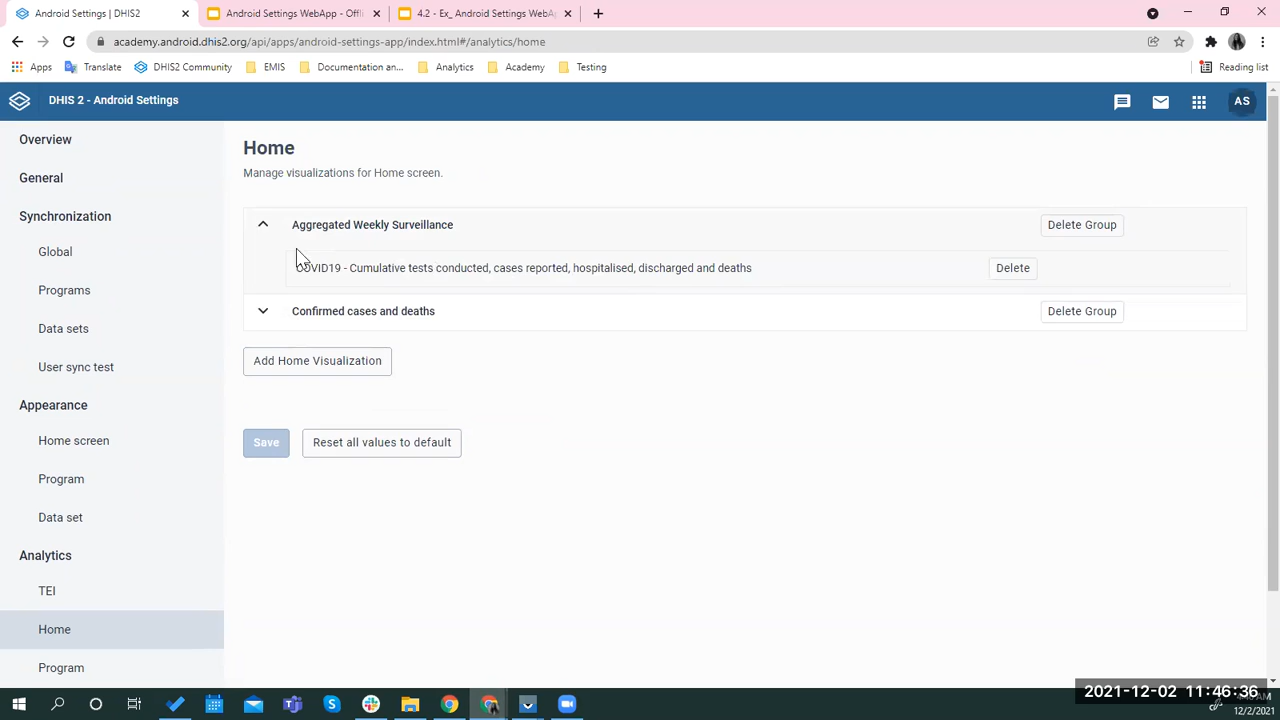 Android Settings | DHIS2
Android Settings WebApp - Offli
4.2 - Ex_ Android Settings WebAp
academy.android.dhis2.org/api/apps/android-settings-app/index.html#/analytics/home
Apps
Translate
DHIS2 Community
EMIS
Documentation an...
Analytics
Academy
Testing
Reading list
DHIS 2 - Android Settings
AS
Overview
General
Synchronization
Global
Programs
Data sets
User sync test
Appearance
Home screen
Program
Data set
Analytics
TEI
Home
Program
Home
Manage visualizations for Home screen.
Aggregated Weekly Surveillance
Delete Group
COVID19 - Cumulative tests conducted, cases reported, hospitalised, discharged and deaths
Delete
Confirmed cases and deaths
Delete Group
Add Home Visualization
Save
Reset all values to default
2021-12-02 11:46:36
12/2/2021